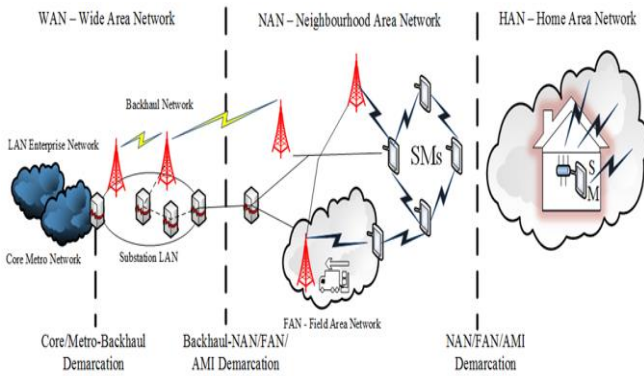 WAN – Wide Area Network
NAN – Neighbourhood Area Network
HAN – Home Area Network
Backhaul Network
LAN Enterprise Network
SMs
S
M
Core Metro Network
Substation LAN
FAN - Field Area Network
Core/Metro-Backhaul
Demarcation
Backhaul-NAN/FAN/
AMI Demarcation
NAN/FAN/AMI
Demarcation